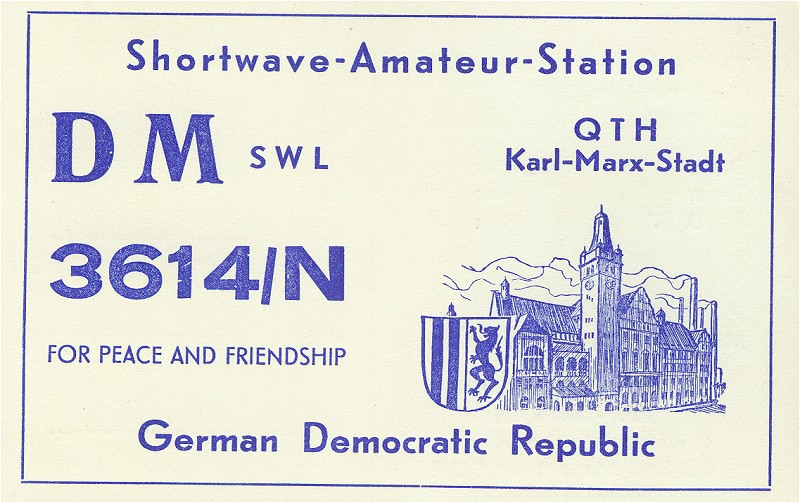 Shortwave-Amateur-Station
DM SWL
QTH
Karl-Marx-Stadt
3614/N
FOR PEACE AND FRIENDSHIP
German Democratic Republic